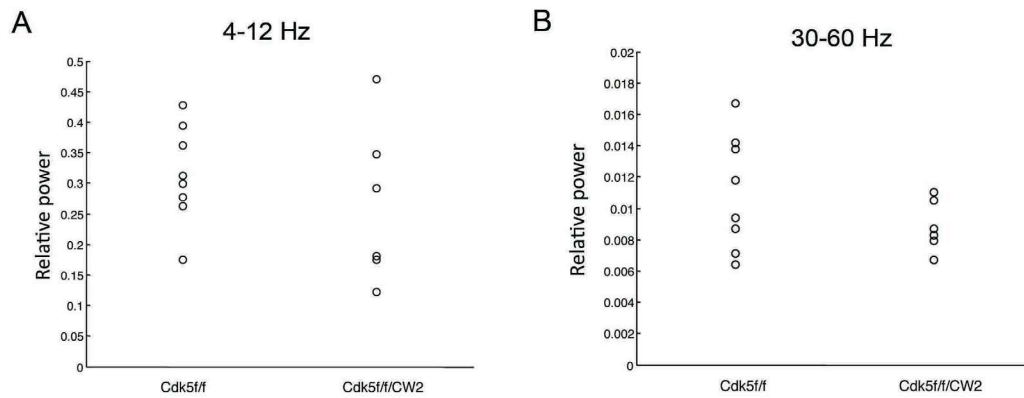 A
4-12 Hz
Relative power
0.5
0.45
0.4
0.35
0.3
0.25
0.2
0.15
0.1
0.05
0
Cdk5f/f
Cdk5f/f/CW2
B
30-60 Hz
Relative power
0.02
0.018
0.016
0.014
0.012
0.01
0.008
0.006
0.004
0.002
0
Cdk5f/f
Cdk5f/f/CW2